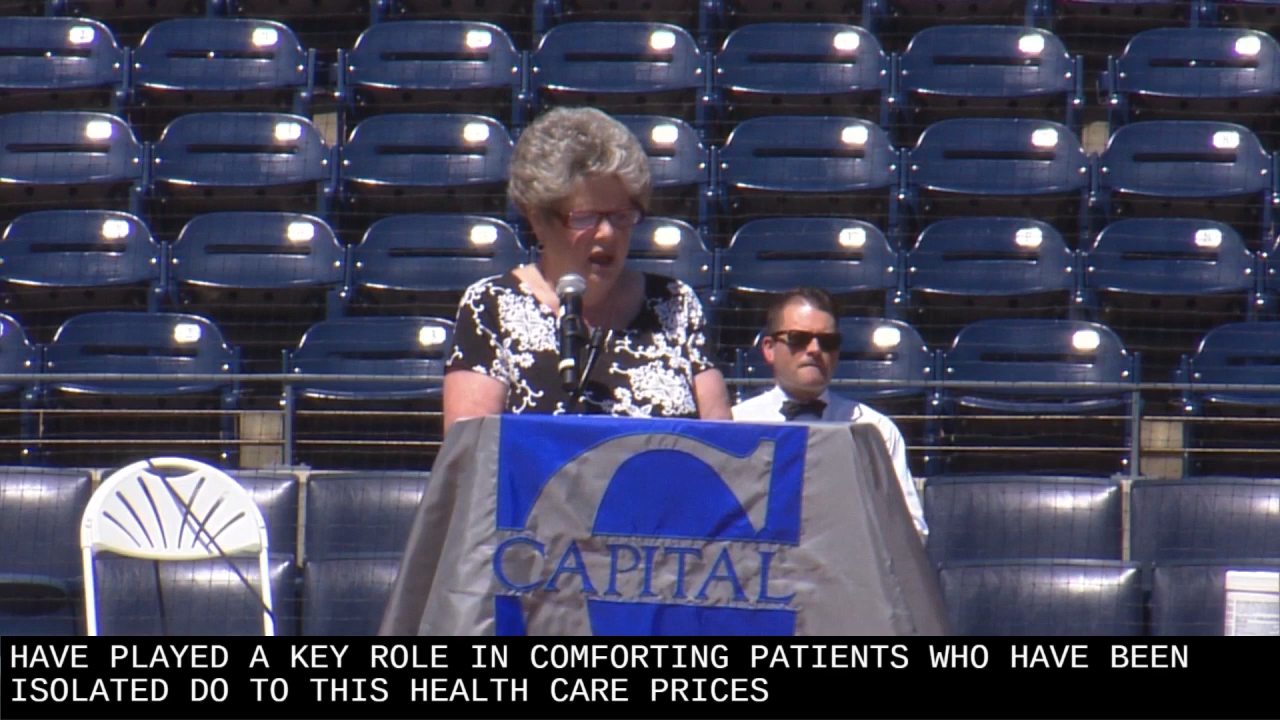 CAPITAL
HAVE PLAYED A KEY ROLE IN COMFORTING PATIENTS WHO HAVE BEEN
ISOLATED DO TO THIS HEALTH CARE PRICES